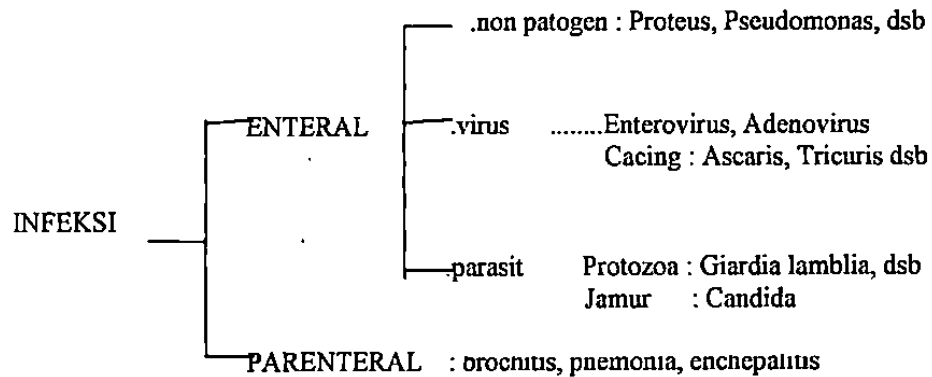 .non patogen : Proteus, Pseudomonas, dsb
ENTERAL .virus ........Enterovirus, Adenovirus
Cacing : Ascaris, Tricuris dsb
INFEKSI
.parasit Protozoa : Giardia lamblia, dsb
Jamur : Candida
PARENTERAL : brochitis, pnemonia, enchepalitis